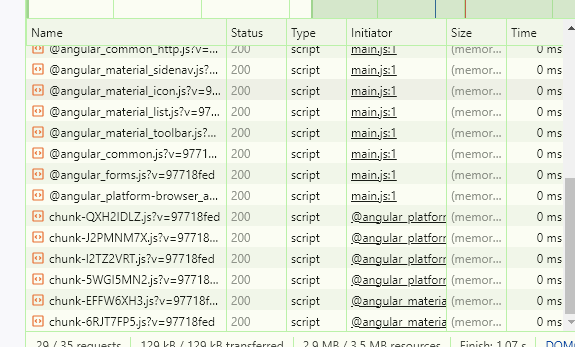 Name Status Type Initiator Size Time
@angular_common_http.js?v=... 200 script main.js:1 (memor... 0 ms
@angular_material_sidenav.js?... 200 script main.js:1 (memor... 0 ms
@angular_material_icon.js?v=9... 200 script main.js:1 (memor... 0 ms
@angular_material_list.js?v=97... 200 script main.js:1 (memor... 0 ms
@angular_material_toolbar.js?... 200 script main.js:1 (memor... 0 ms
@angular_common.js?v=9771... 200 script main.js:1 (memor... 0 ms
@angular_forms.js?v=97718fed 200 script main.js:1 (memor... 0 ms
@angular_platform-browser_a... 200 script main.js:1 (memor... 0 ms
chunk-QXH2IDLZ.js?v=97718fed 200 script @angular_platform (memor... 0 ms
chunk-J2PMNM7X.js?v=97718... 200 script @angular_platform (memor... 0 ms
chunk-I2TZ2VRT.js?v=97718fed 200 script @angular_platform (memor... 0 ms
chunk-5WGI5MN2.js?v=97718... 200 script @angular_platform (memor... 0 ms
chunk-EFFW6XH3.js?v=97718f... 200 script @angular_materia (memor... 0 ms
chunk-6RJT7FP5.js?v=97718fed 200 script @angular_materia (memor... 0 ms
29 / 35 requests 129 kB / 129 kB transferred 2.9 MB / 3.5 MB resources Finish: 1.07 s DOM